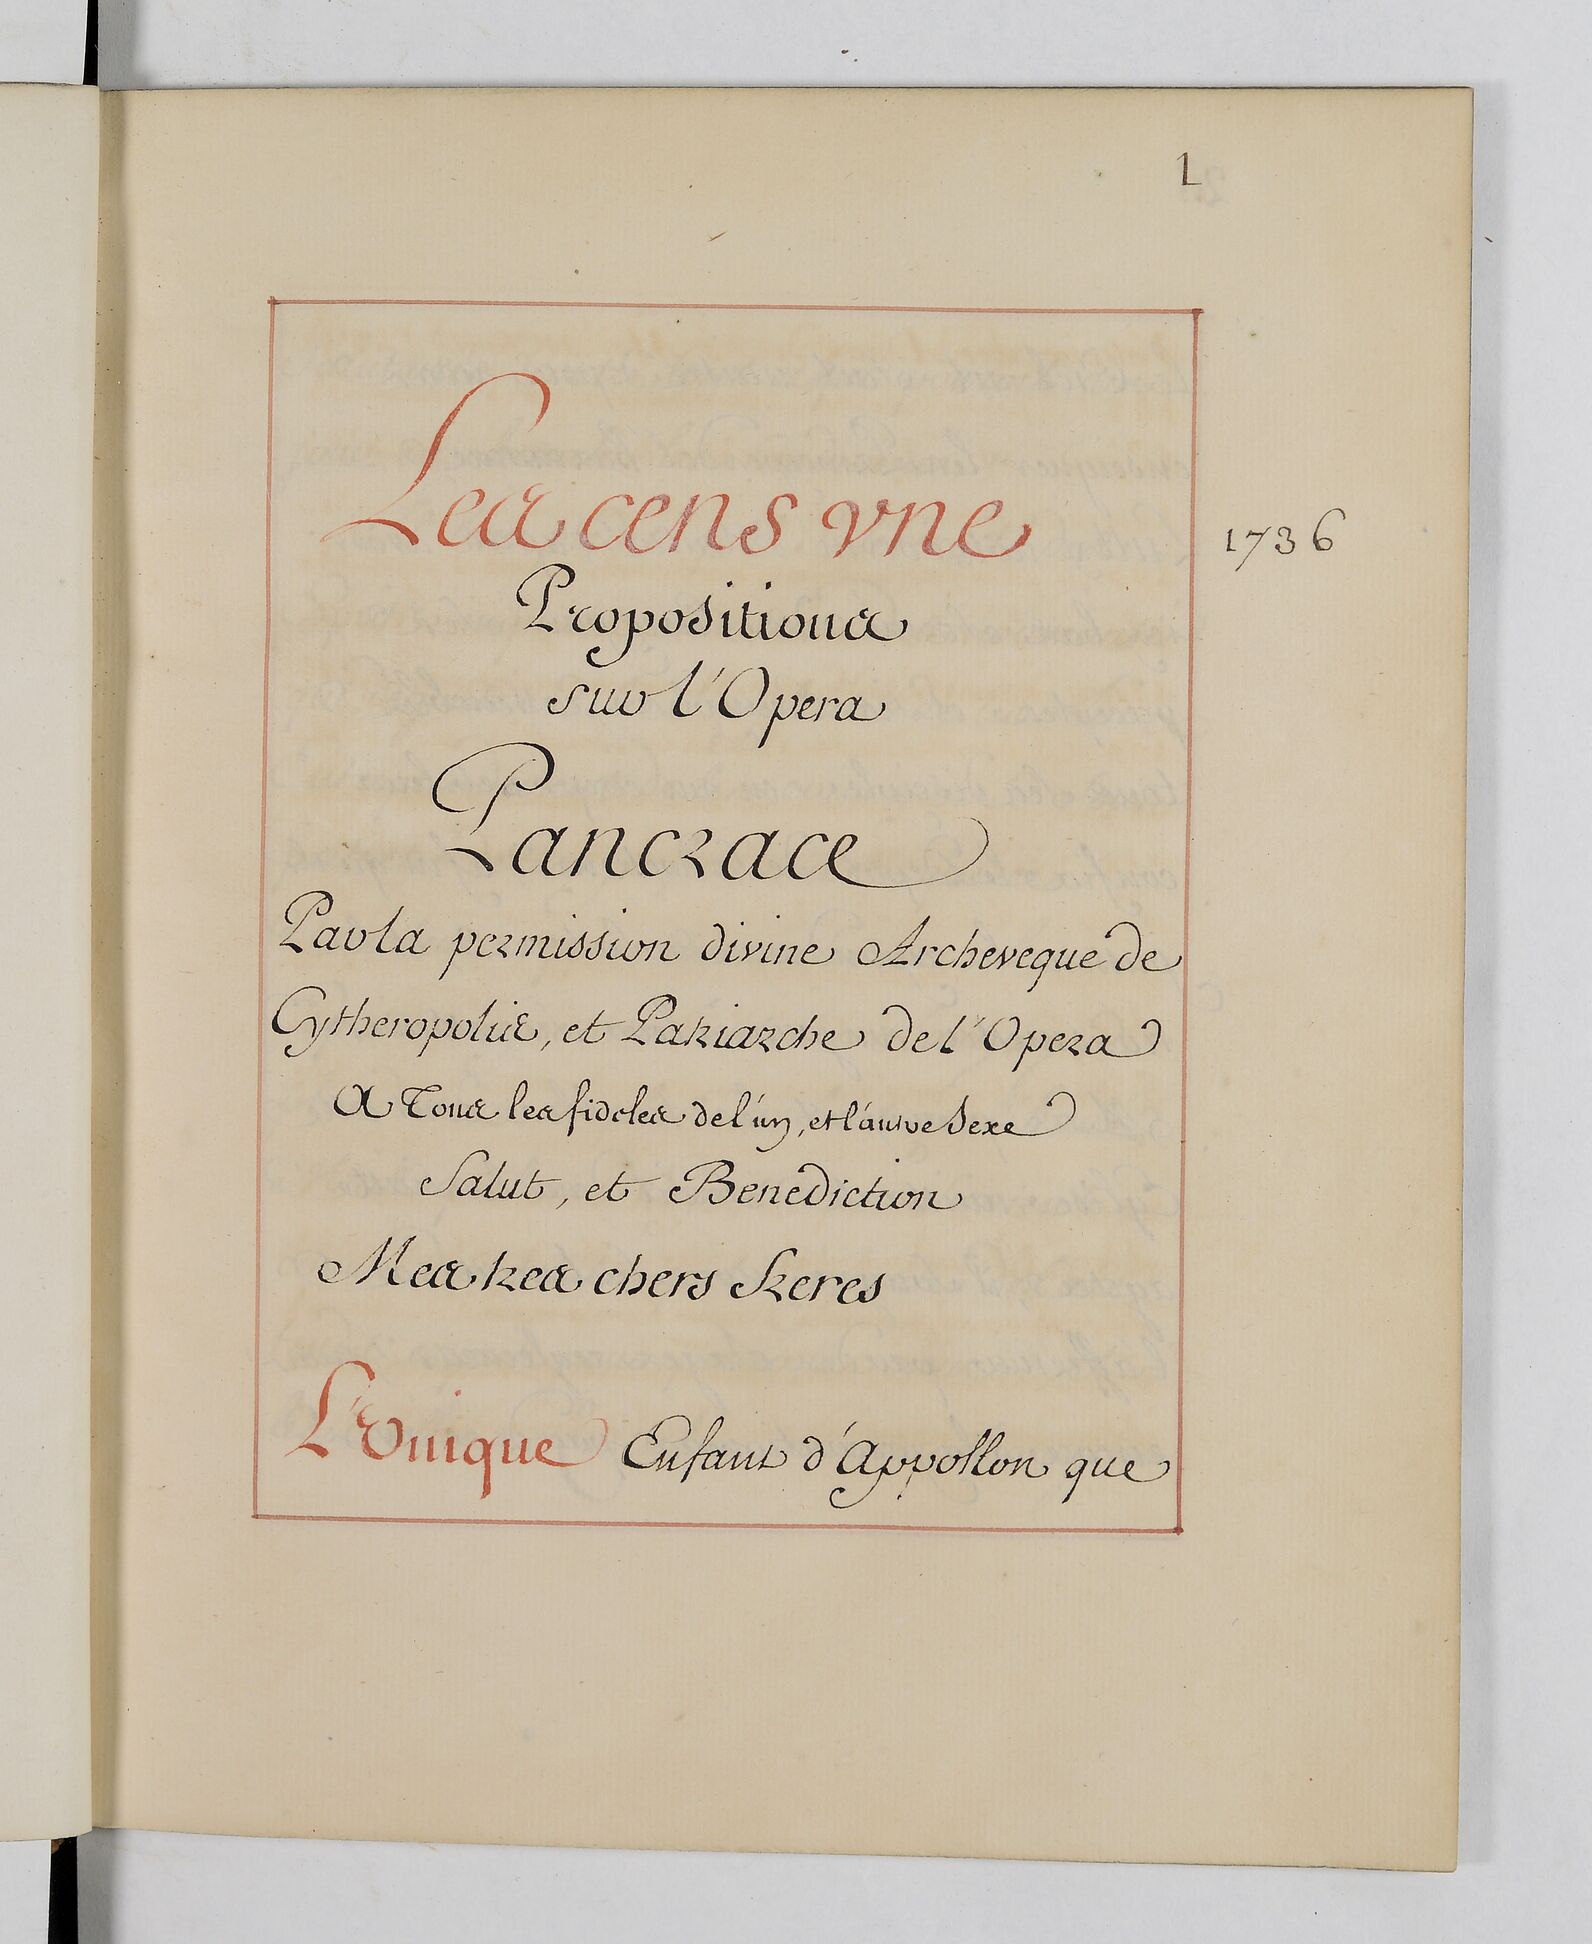 1
Les cens vne
1736
Propositions
sur l'Opera
Pancrace
Par la permission divine Archeveque de
Cytheropolis, et Patriarche de l'Opera
A Tous les fideles de l'un, et l'autre Sexe
Salut, et Benediction
Mes tres chers freres
L'Vnique Enfant d'Appollon que